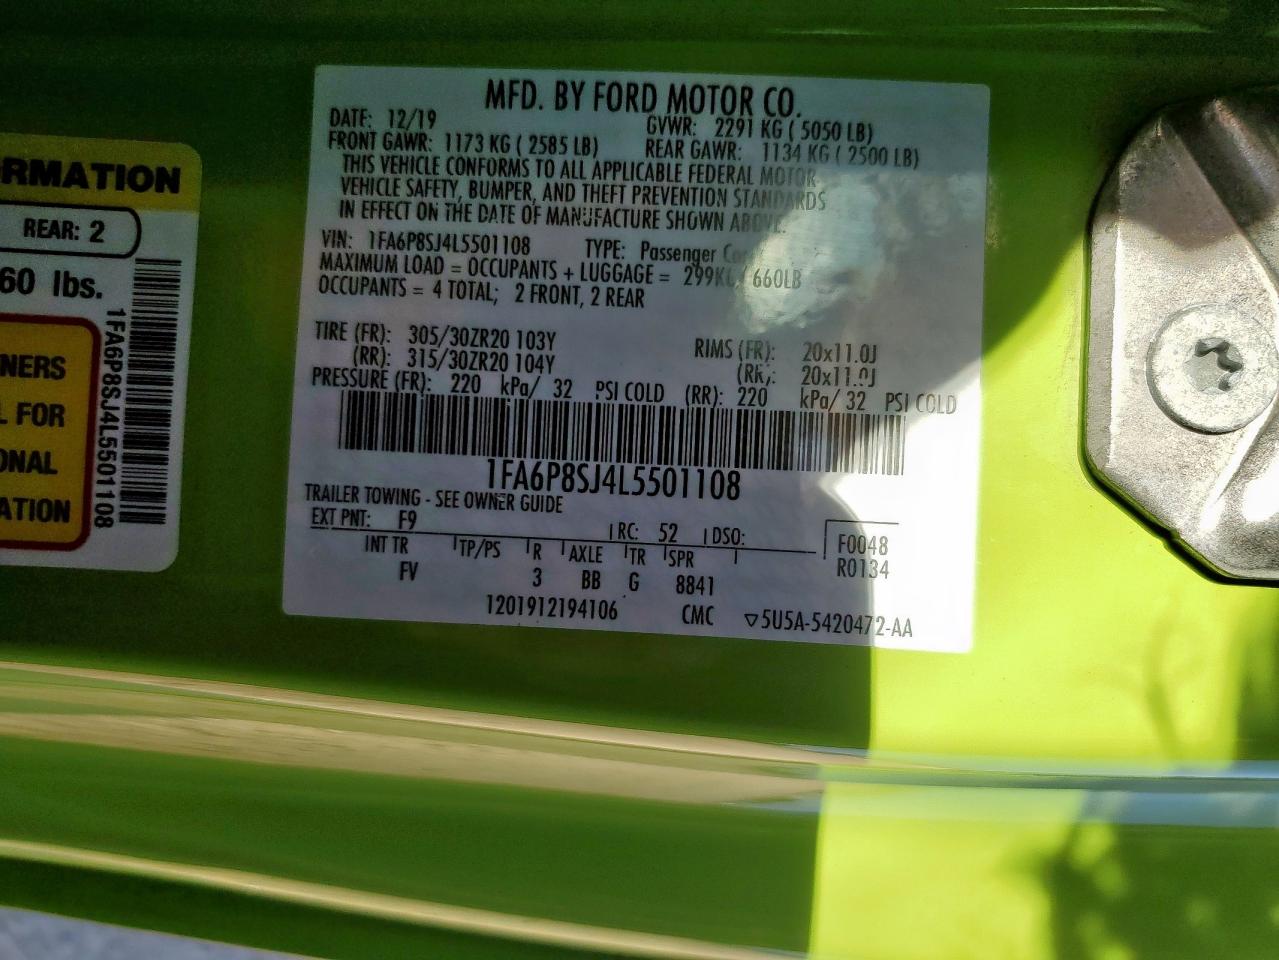 RMATION
REAR: 2
60 lbs.
NERS
L FOR
ONAL
ATION
1FA6P8SJ4L5501108
MFD. BY FORD MOTOR CO.
DATE: 12/19 GVWR: 2291 KG ( 5050 LB)
FRONT GAWR: 1173 KG ( 2585 LB) REAR GAWR: 1134 KG ( 2500 LB)
THIS VEHICLE CONFORMS TO ALL APPLICABLE FEDERAL MOTOR
VEHICLE SAFETY, BUMPER, AND THEFT PREVENTION STANDARDS
IN EFFECT ON THE DATE OF MANUFACTURE SHOWN ABOVE.
VIN: 1FA6P8SJ4L5501108 TYPE: Passenger
MAXIMUM LOAD = OCCUPANTS + LUGGAGE = 299KG / 660LB
OCCUPANTS = 4 TOTAL; 2 FRONT, 2 REAR
TIRE (FR): 305/30ZR20 103Y RIMS (FR): 20x11.0J
(RR): 315/30ZR20 104Y (RR): 20x11.0J
PRESSURE (FR): 220 kPa/ 32 PSI COLD (RR): 220 kPa/ 32 PSI COLD
1FA6P8SJ4L5501108
TRAILER TOWING - SEE OWNER GUIDE
EXT PNT: F9 RC: 52 DSO: F0048
INT TR TP/PS R AXLE TR SPR R0134
FV 3 BB G 8841
1201912194106 CMC ▽5U5A-5420472-AA